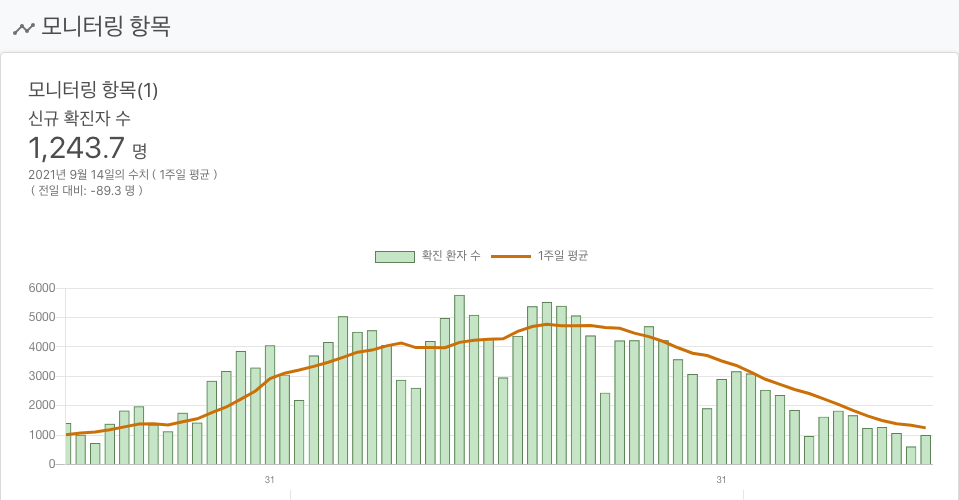 모니터링 항목
모니터링 항목(1)
신규 확진자 수
1,243.7 명
2021년 9월 14일의 수치 ( 1주일 평균 )
( 전일 대비: -89.3 명 )
확진 환자 수 1주일 평균
6000
5000
4000
3000
2000
1000
0
31 31